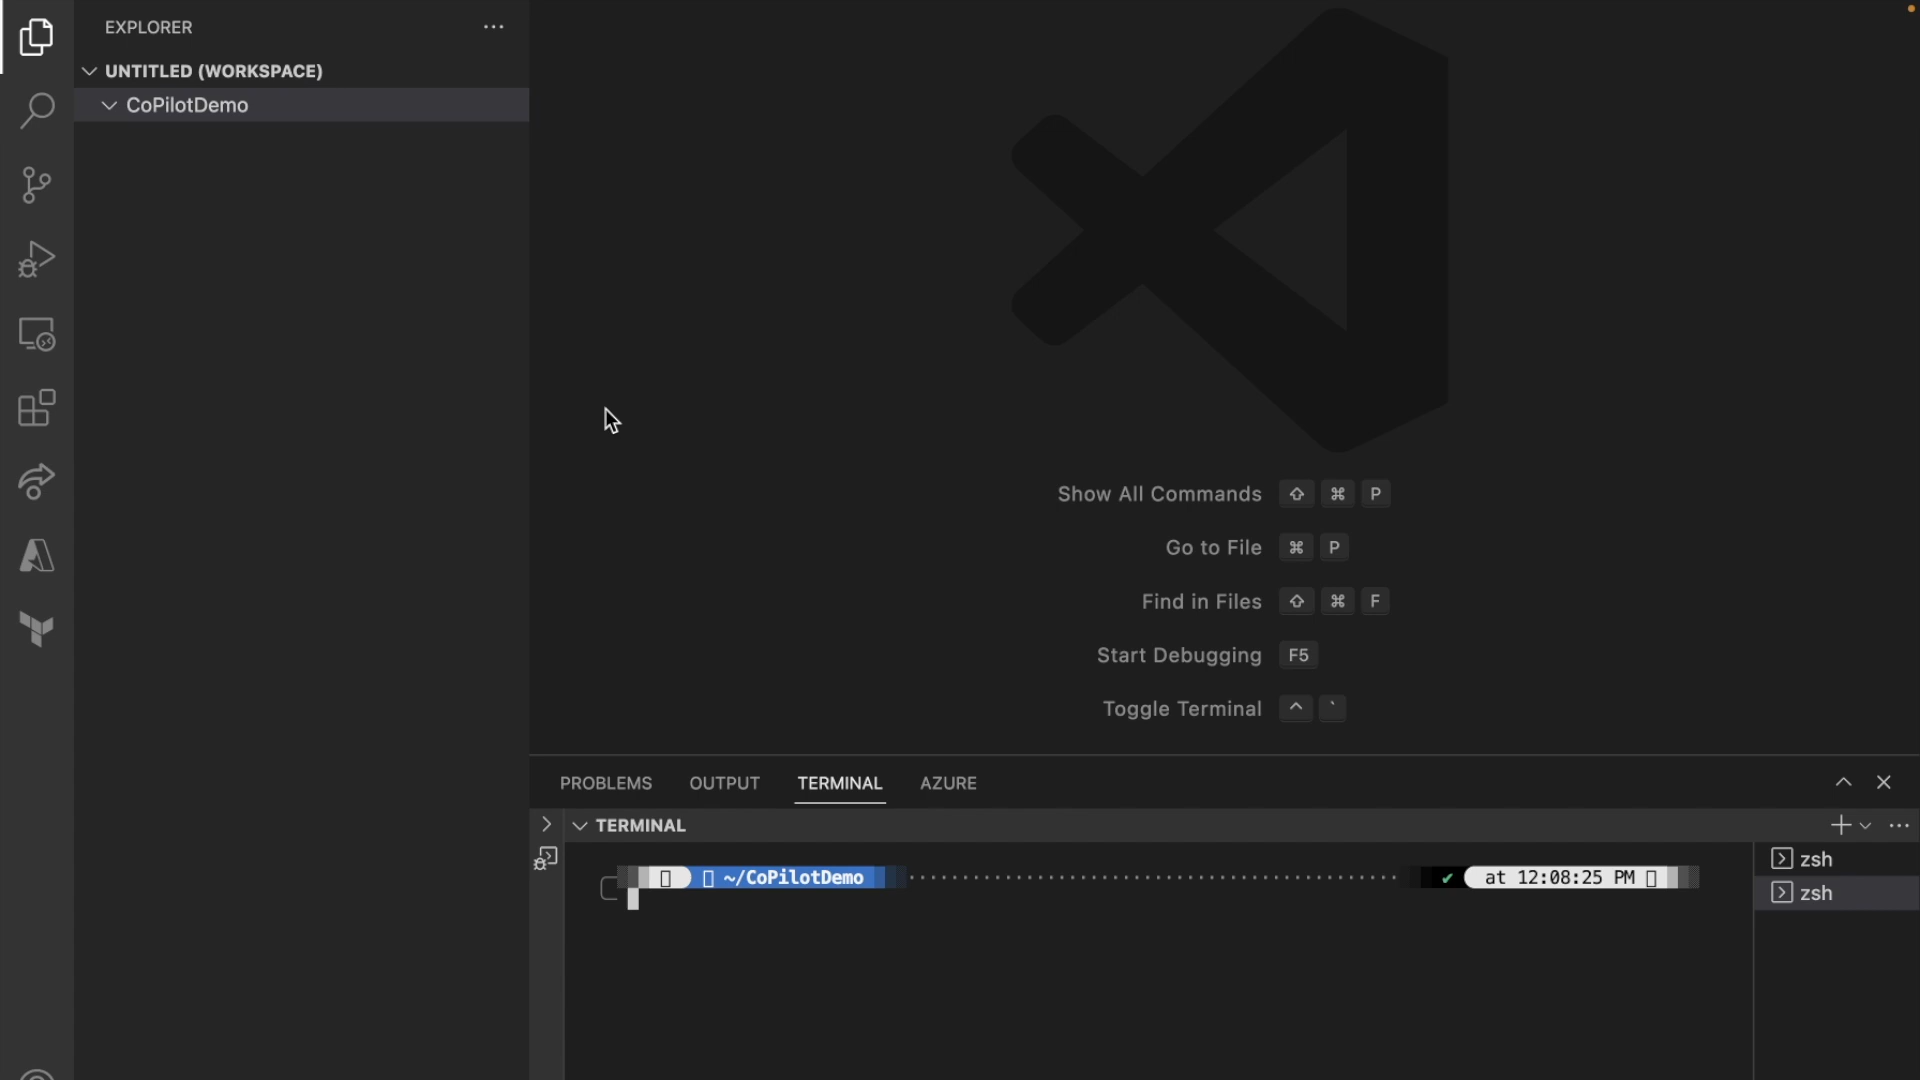 EXPLORER
UNTITLED (WORKSPACE)
CoPilotDemo
Show All Commands ⇧ ⌘ P
Go to File ⌘ P
Find in Files ⇧ ⌘ F
Start Debugging F5
Toggle Terminal ^ `
PROBLEMS OUTPUT TERMINAL AZURE
TERMINAL
~/CoPilotDemo ✔ at 12:08:25 PM
zsh
zsh